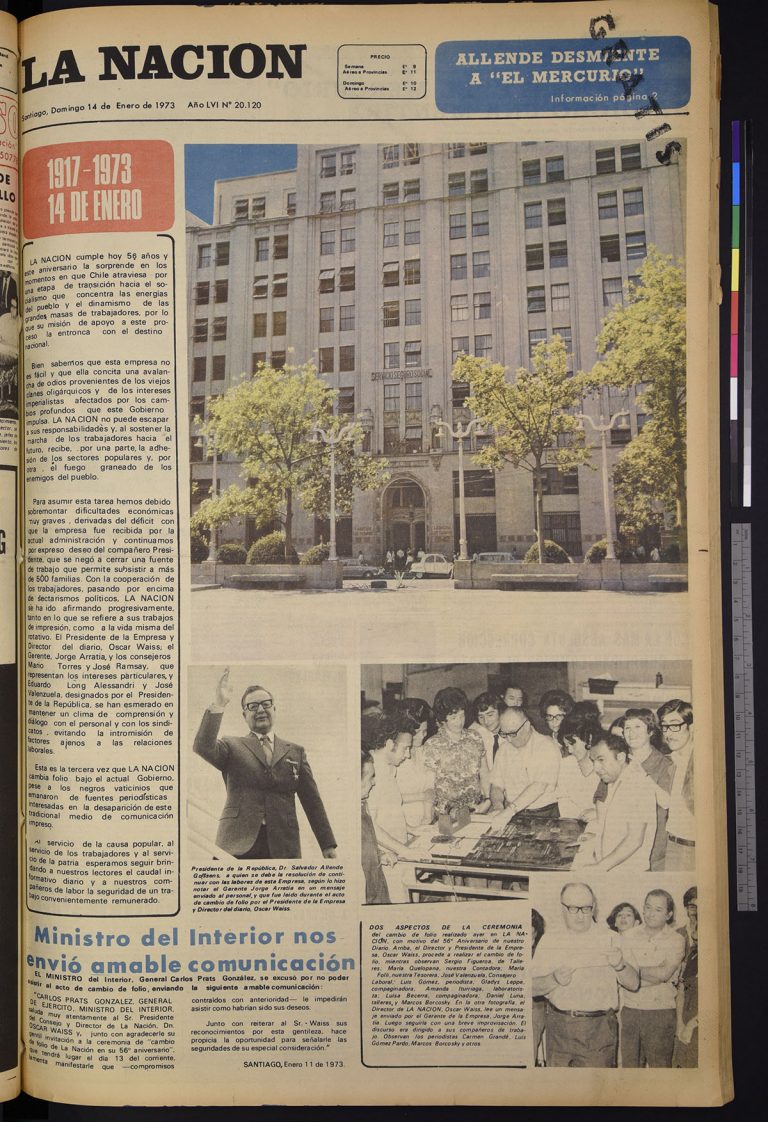 LA NACION
Santiago, Domingo 14 de Enero de 1973 Año LVI N° 20.120
PRECIO
Semana E° 8
Aéreo a Provincias E° 11
Domingo E° 10
Aéreo a Provincias E° 12
ALLENDE DESMIENTE
A "EL MERCURIO"
Información página 2
1917-1973
14 DE ENERO
LA NACION cumple hoy 56 años y
este aniversario la sorprende en los
momentos en que Chile atraviesa por
una etapa de transición hacia el so-
cialismo que concentra las energías
del pueblo y el dinamismo de las
grandes masas de trabajadores, por lo
que su misión de apoyo a este pro-
ceso la entronca con el destino
nacional.
Bien sabemos que esta empresa no
es fácil y que ella concita una avalan-
cha de odios provenientes de los viejos
clanes oligárquicos y de los intereses
imperialistas afectados por los cam-
bios profundos que este Gobierno
impulsa. LA NACION no puede escapar
a sus responsabilidades y, al sostener la
marcha de los trabajadores hacia el
futuro, recibe, por una parte, la adhe-
sión de los sectores populares y, por
otra, el fuego graneado de los
enemigos del pueblo.
Para asumir esta tarea hemos debido
sobremontar dificultades económicas
muy graves, derivadas del déficit con
que la empresa fue recibida por la
actual administración y continuamos
por expreso deseo del compañero Presi-
dente, que se negó a cerrar una fuente
de trabajo que permite subsistir a más
de 500 familias. Con la cooperación de
los trabajadores, pasando por encima
de sectarismos políticos, LA NACION
se ha ido afirmando progresivamente,
tanto en lo que se refiere a sus trabajos
de impresión, como a la vida misma del
rotativo. El Presidente de la Empresa y
Director del diario, Oscar Waiss; el
Gerente, Jorge Arratia, y los consejeros
Mario Torres y José Ramsay, que
representan los intereses particulares, y
Eduardo Long Alessandri y José
Valenzuela, designados por el Presiden-
te de la República, se han esmerado en
mantener un clima de comprensión y
diálogo con el personal y con los sindi-
catos, evitando la intromisión de
factores ajenos a las relaciones
laborales.
Esta es la tercera vez que LA NACION
cambia folio bajo el actual Gobierno,
pese a los negros vaticinios que
emanaron de fuentes periodísticas
interesadas en la desaparición de este
tradicional medio de comunicación
impreso.
Al servicio de la causa popular, al
servicio de los trabajadores y al servi-
cio de la patria esperamos seguir brin-
dando a nuestros lectores el caudal in-
formativo diario y a nuestros com-
pañeros de labor la seguridad de un tra-
bajo convenientemente remunerado.
SERVICIO SEGURO SOCIAL
Presidente de la República, Dr. Salvador Allende
Gossens, a quien se debe la resolución de conti-
nuar con las labores de esta Empresa, según lo hizo
notar el Gerente Jorge Arratia en un mensaje
enviado al personal, y que fue leído durante el acto
de cambio de folio por el Presidente de la Empresa
y Director del diario, Oscar Waiss.
DOS ASPECTOS DE LA CEREMONIA
del cambio de folio realizado ayer en LA NA-
CION, con motivo del 56° Aniversario de nuestro
Diario. Arriba, el Director y Presidente de la Empre-
sa, Oscar Waiss, procede a realizar el cambio de fo-
lio, mientras observan Sergio Figueroa, de Talle-
res; María Quelopana, nuestra Contadora, María
Folli, nuestra Tesorera, José Valenzuela, Consejero
Laboral; Luis Gómez, periodista, Gladys Leppe,
compaginadora; Amanda Iturriaga, laboratoris-
ta; Luisa Becerra, compaginadora, Daniel Luna,
talleres, y Marcos Borcosky. En la otra fotografía, el
Director de LA NACION, Oscar Waiss, lee un mensa-
je enviado por el Gerente de la Empresa, Jorge Arra-
tia. Luego seguiría con una breve improvisación. El
discurso era dirigido a sus compañeros de traba-
jo. Observan los periodistas Carmen Grandé, Luis
Gómez Pardo, Marcos Borcosky y otros.
Ministro del Interior nos
envió amable comunicación
EL MINISTRO del Interior, General Carlos Prats González, se excusó por no poder
asistir al acto de cambio de folio, enviando la siguiente amable comunicación:
"CARLOS PRATS GONZALEZ, GENERAL
DE EJERCITO, MINISTRO DEL INTERIOR,
saluda muy atentamente al Sr. Presidente
del Consejo y Director de La Nación, Dn.
OSCAR WAISS y, junto con agradecerle su
gentil invitación a la ceremonia de "cambio
de folio de La Nación en su 56° aniversario",
que tendrá lugar el día 13 del corriente,
lamenta manifestarle que —compromisos
contraídos con anterioridad— le impedirán
asistir como habrían sido sus deseos.
Junto con reiterar al Sr. Waiss sus
reconocimientos por esta gentileza, hace
propicia la oportunidad para señalarle las
seguridades de su especial consideración."
SANTIAGO, Enero 11 de 1973.